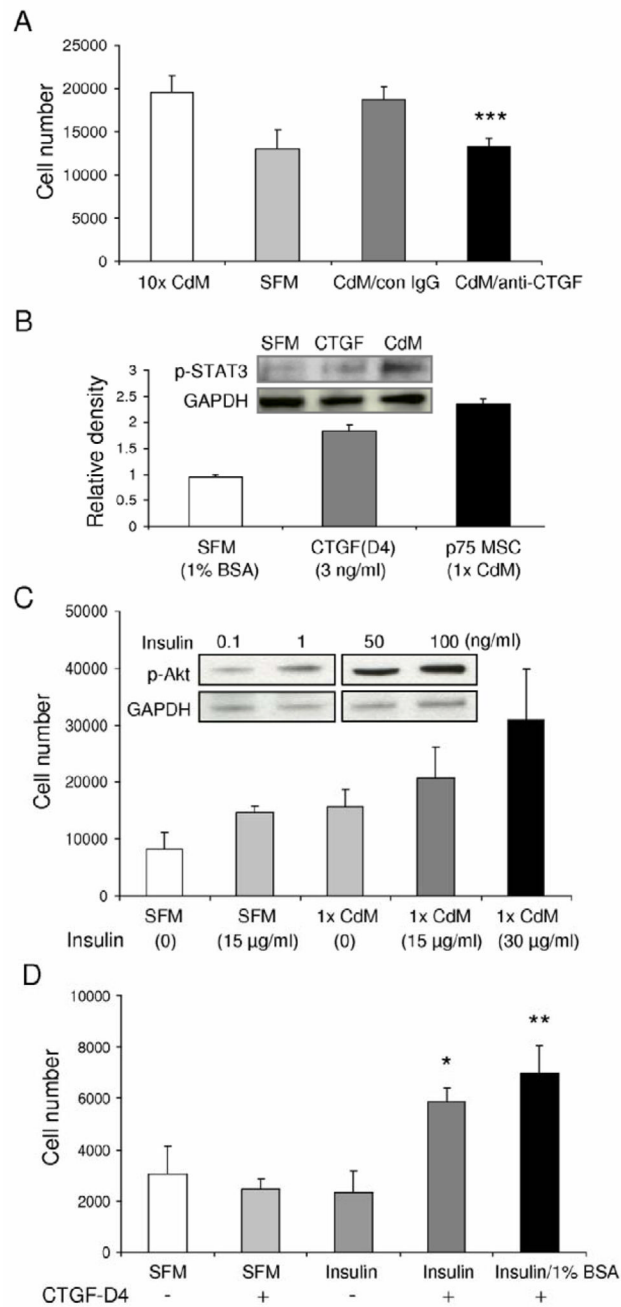 A
Cell number
25000
20000
15000
10000
5000
0
***
10x CdM SFM CdM/con IgG CdM/anti-CTGF
B
SFM CTGF CdM
p-STAT3
GAPDH
Relative density
3
2.5
2
1.5
1
0.5
0
SFM CTGF(D4) p75 MSC
(1% BSA) (3 ng/ml) (1x CdM)
C
Cell number
50000
40000
30000
20000
10000
0
Insulin 0.1 1 50 100 (ng/ml)
p-Akt
GAPDH
SFM SFM 1x CdM 1x CdM 1x CdM
Insulin (0) (15 µg/ml) (0) (15 µg/ml) (30 µg/ml)
D
Cell number
10000
8000
6000
4000
2000
0
* **
SFM SFM Insulin Insulin Insulin/1% BSA
CTGF-D4 - + - + +